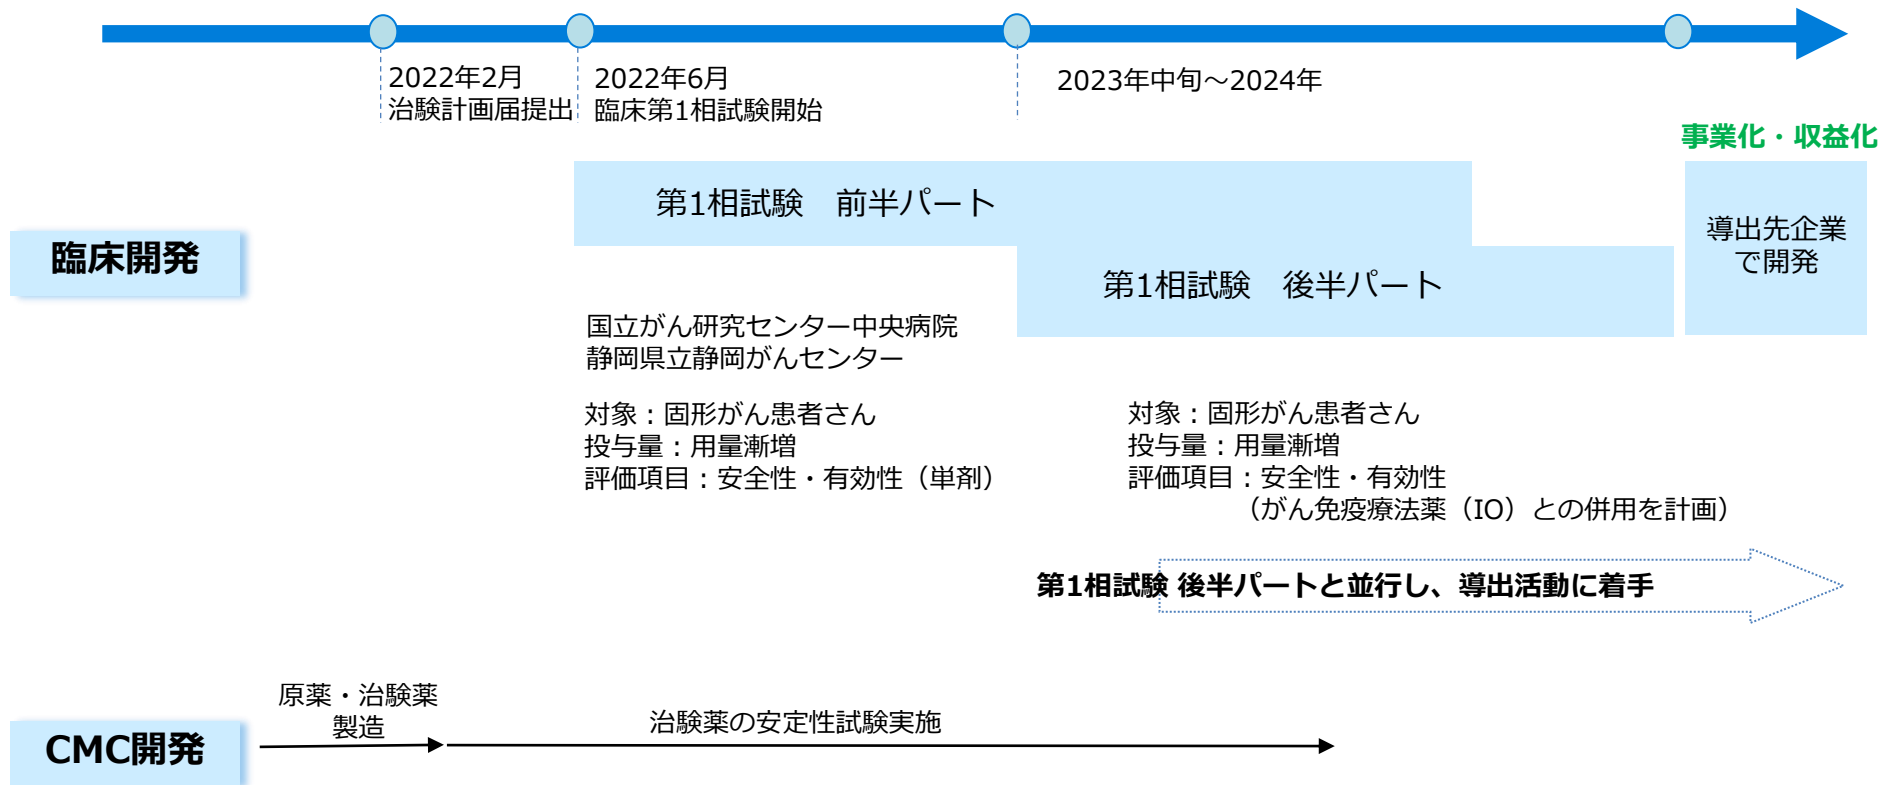 2022年2月
治験計画届提出
2022年6月
臨床第1相試験開始
2023年中旬～2024年
事業化・収益化
第1相試験　前半パート
導出先企業
で開発
臨床開発
第1相試験　後半パート
国立がん研究センター中央病院
静岡県立静岡がんセンター
対象：固形がん患者さん
投与量：用量漸増
評価項目：安全性・有効性（単剤）
対象：固形がん患者さん
投与量：用量漸増
評価項目：安全性・有効性
（がん免疫療法薬（IO）との併用を計画）
第1相試験 後半パートと並行し、導出活動に着手
原薬・治験薬
製造
治験薬の安定性試験実施
CMC開発